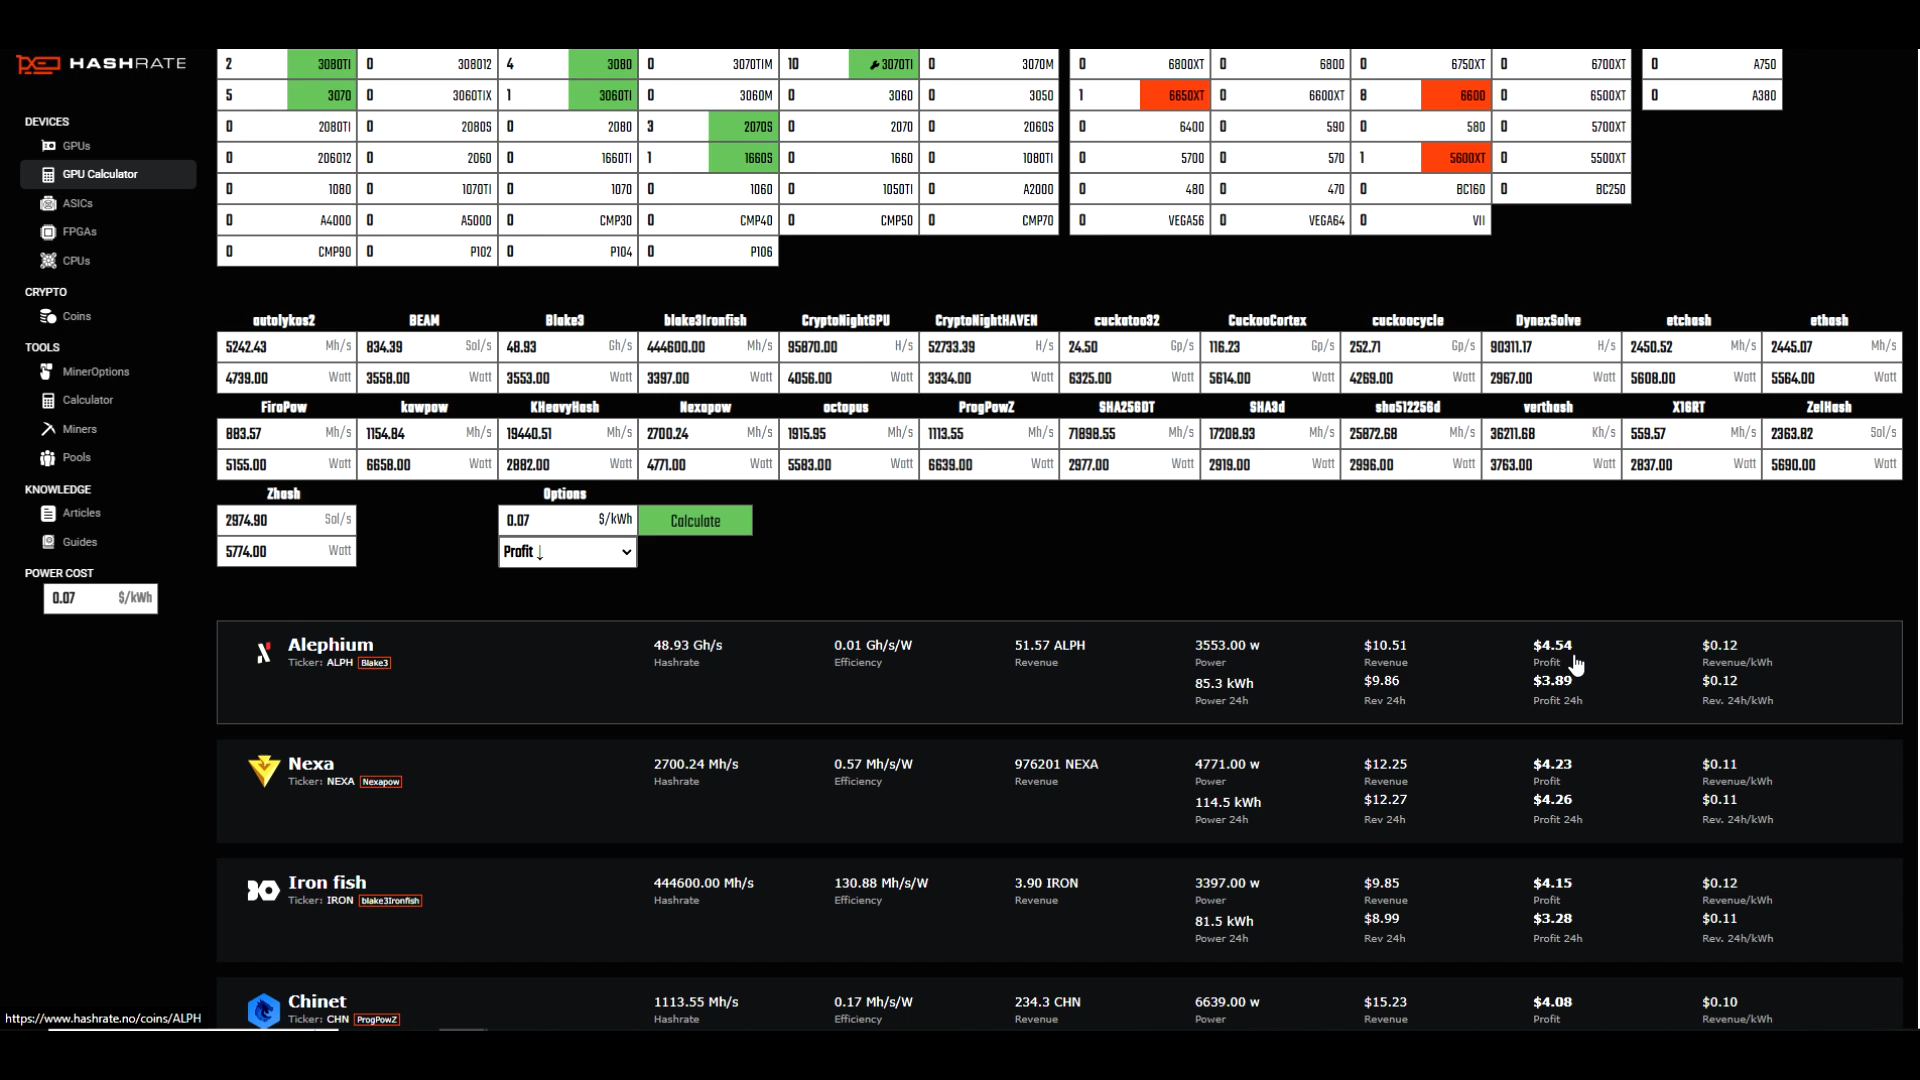 HASHRATE
DEVICES
GPUs
GPU Calculator
ASICs
FPGAs
CPUs
CRYPTO
Coins
TOOLS
MinerOptions
Calculator
Miners
Pools
KNOWLEDGE
Articles
Guides
POWER COST
0.07 $/kWh
2 3080TI 0 308012 4 3080 0 3070TIM 10 3070TI 0 3070M 0 6800XT 0 6800 0 6750XT 0 6700XT 0 A750
5 3070 0 3060TIX 1 3060TI 0 3060M 0 3060 0 3050 1 6650XT 0 6600XT 8 6600 0 6500XT 0 A380
0 2080TI 0 2080S 0 2080 3 2070S 0 2070 0 2060S 0 6400 0 590 0 580 0 5700XT
0 206012 0 2060 0 1660TI 1 1660S 0 1660 0 1080TI 0 5700 0 570 1 5600XT 0 5500XT
0 1080 0 1070TI 0 1070 0 1060 0 1050TI 0 A2000 0 480 0 470 0 BC160 0 BC250
0 A4000 0 A5000 0 CMP30 0 CMP40 0 CMP50 0 CMP70 0 VEGA56 0 VEGA64 0 VII
0 CMP90 0 P102 0 P104 0 P106
autolykos2 BEAM Blake3 blake3Ironfish CryptoNightGPU CryptoNightHAVEN cuckatoo32 CuckooCortex cuckoocycle DynexSolve etchash ethash
5242.43 Mh/s 834.39 Sol/s 48.93 Gh/s 444600.00 Mh/s 95870.00 H/s 52733.39 H/s 24.50 Gp/s 116.23 Gp/s 252.71 Gp/s 90311.17 H/s 2450.52 Mh/s 2445.07 Mh/s
4739.00 Watt 3558.00 Watt 3553.00 Watt 3397.00 Watt 4056.00 Watt 3334.00 Watt 6325.00 Watt 5614.00 Watt 4269.00 Watt 2967.00 Watt 5608.00 Watt 5564.00 Watt
FiroPow kawpow KHeavyHash Nexapow octopus ProgPowZ SHA256DT SHA3d sha512256d verthash X16RT ZelHash
883.57 Mh/s 1154.84 Mh/s 19440.51 Mh/s 2700.24 Mh/s 1915.95 Mh/s 1113.55 Mh/s 71898.55 Mh/s 17208.93 Mh/s 25872.68 Mh/s 36211.68 Kh/s 559.57 Mh/s 2363.82 Sol/s
5155.00 Watt 6658.00 Watt 2882.00 Watt 4771.00 Watt 5583.00 Watt 6639.00 Watt 2977.00 Watt 2919.00 Watt 2996.00 Watt 3763.00 Watt 2837.00 Watt 5690.00 Watt
Zhash Options
2974.90 Sol/s 0.07 $/kWh Calculate
5774.00 Watt Profit ↓
Alephium 48.93 Gh/s 0.01 Gh/s/W 51.57 ALPH 3553.00 w $10.51 $4.54 $0.12
Ticker: ALPH Blake3 Hashrate Efficiency Revenue Power Revenue Profit Revenue/kWh
85.3 kWh $9.86 $3.89 $0.12
Power 24h Rev 24h Profit 24h Rev. 24h/kWh
Nexa 2700.24 Mh/s 0.57 Mh/s/W 976201 NEXA 4771.00 w $12.25 $4.23 $0.11
Ticker: NEXA Nexapow Hashrate Efficiency Revenue Power Revenue Profit Revenue/kWh
114.5 kWh $12.27 $4.26 $0.11
Power 24h Rev 24h Profit 24h Rev. 24h/kWh
Iron fish 444600.00 Mh/s 130.88 Mh/s/W 3.90 IRON 3397.00 w $9.85 $4.15 $0.12
Ticker: IRON blake3Ironfish Hashrate Efficiency Revenue Power Revenue Profit Revenue/kWh
81.5 kWh $8.99 $3.28 $0.11
Power 24h Rev 24h Profit 24h Rev. 24h/kWh
Chinet 1113.55 Mh/s 0.17 Mh/s/W 234.3 CHN 6639.00 w $15.23 $4.08 $0.10
Ticker: CHN ProgPowZ Hashrate Efficiency Revenue Power Revenue Profit Revenue/kWh
https://www.hashrate.no/coins/ALPH